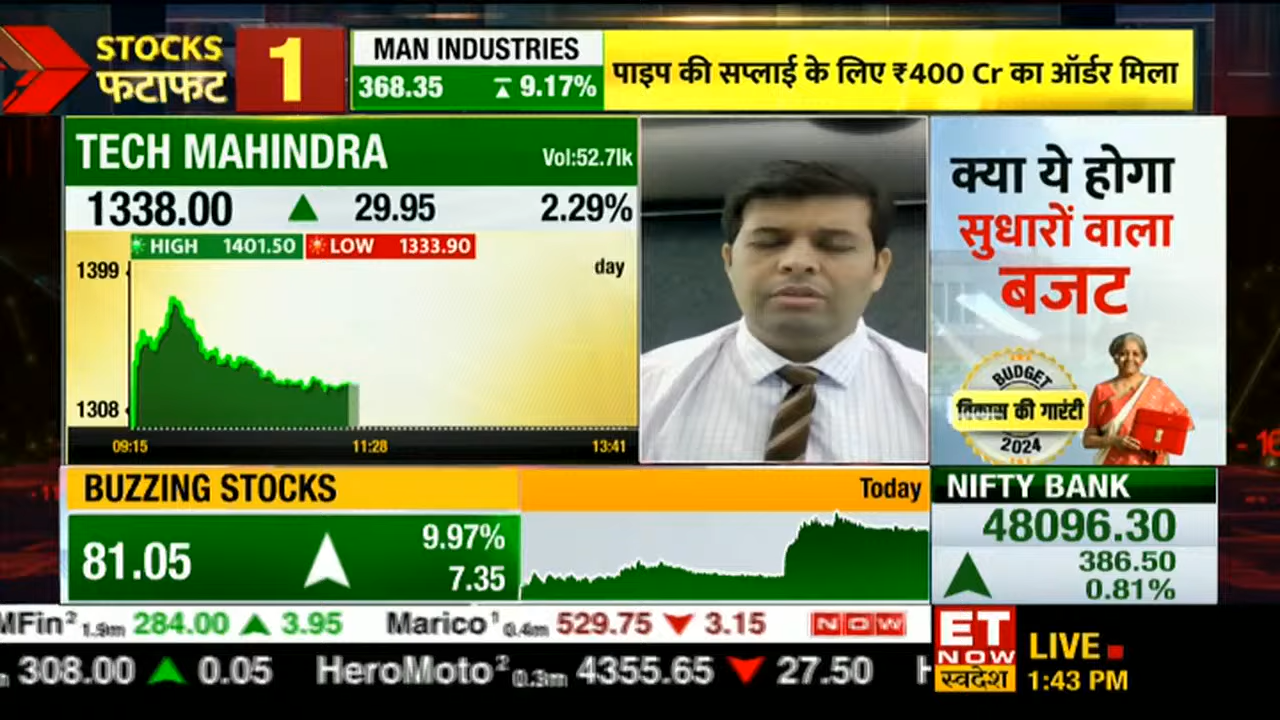 STOCKS
फटाफट
1
MAN INDUSTRIES
368.35 9.17%
पाइप की सप्लाई के लिए ₹400 Cr का ऑर्डर मिला
TECH MAHINDRA Vol:52.7lk
1338.00 29.95 2.29%
HIGH 1401.50 LOW 1333.90
1399
day
1308
09:15 11:28 13:41
क्या ये होगा
सुधारों वाला
बजट
BUDGET
विकास की गारंटी
2024
BUZZING STOCKS Today
81.05
9.97%
7.35
NIFTY BANK
48096.30
386.50
0.81%
MFin² 1.9m 284.00 3.95 Marico¹ 0.4m 529.75 3.15 NOW
308.00 0.05 HeroMoto² 0.3m 4355.65 27.50
ET
NOW
स्वदेश
LIVE
1:43 PM